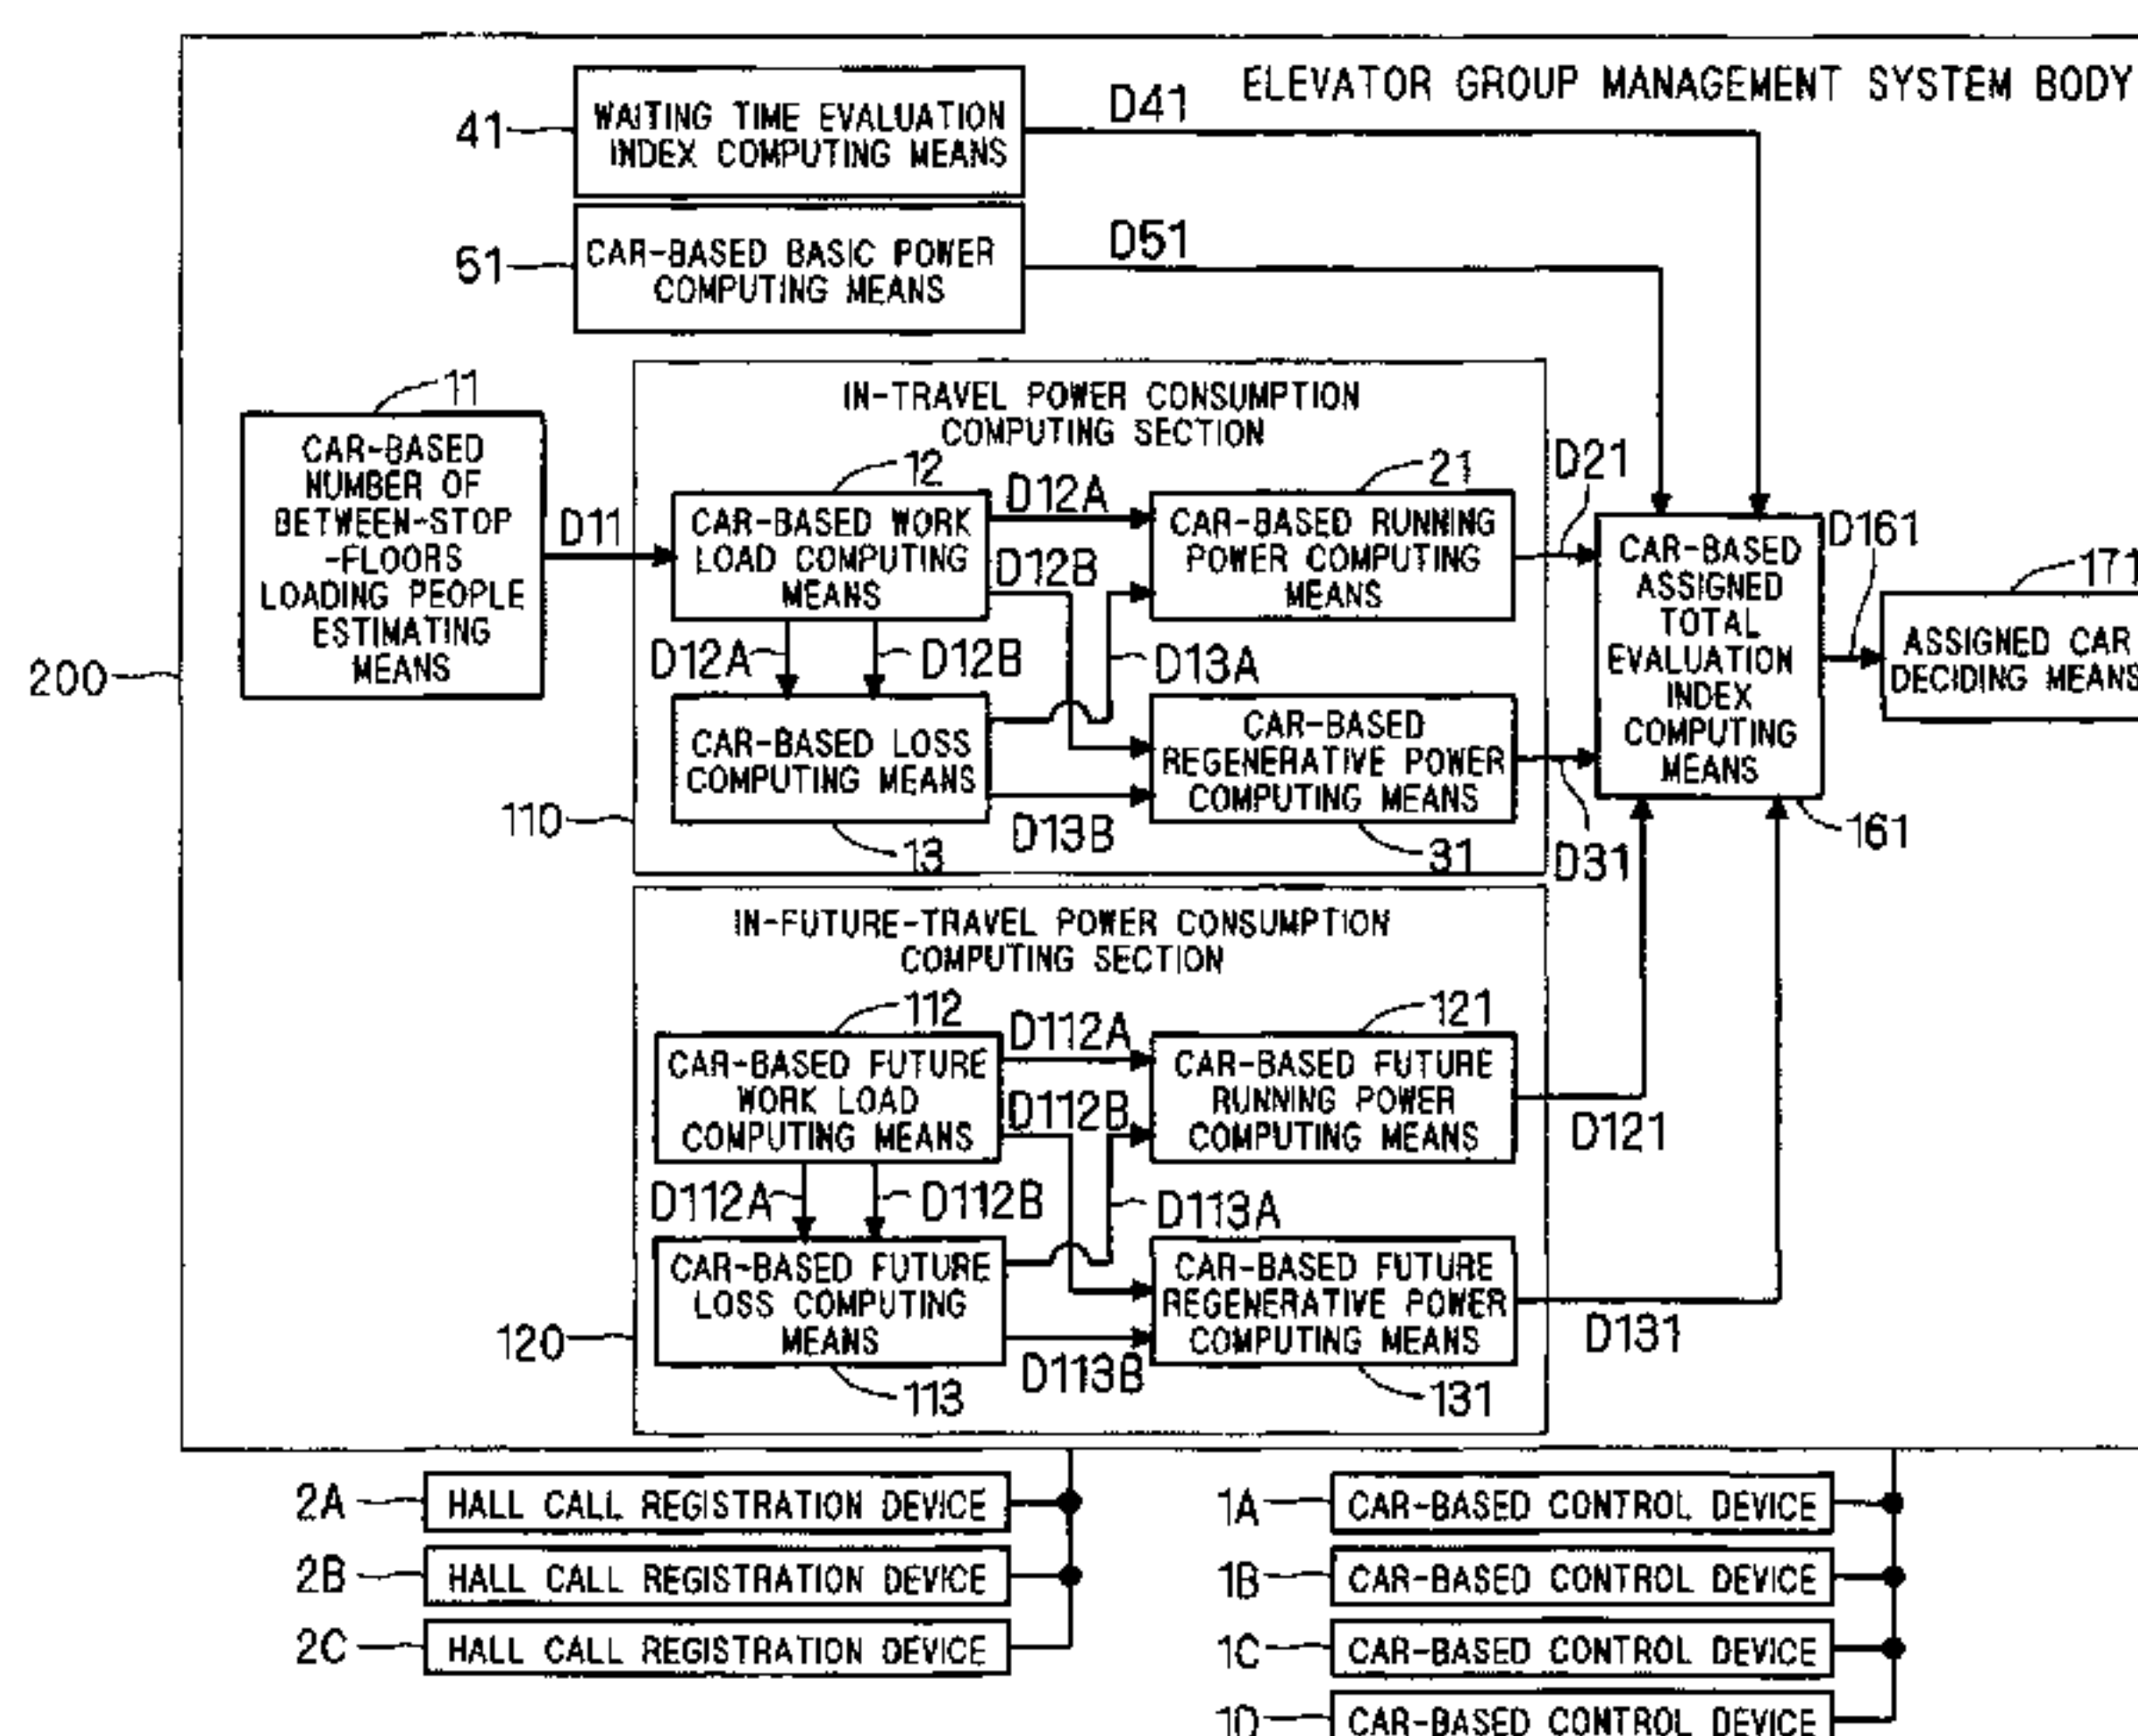 ELEVATOR GROUP MANAGEMENT SYSTEM BODY
41
WAITING TIME EVALUATION
INDEX COMPUTING MEANS
D41
51
CAR-BASED BASIC POWER
COMPUTING MEANS
D51
200
11
CAR-BASED
NUMBER OF
BETWEEN-STOP
-FLOORS
LOADING PEOPLE
ESTIMATING
MEANS
D11
IN-TRAVEL POWER CONSUMPTION
COMPUTING SECTION
110
12
CAR-BASED WORK
LOAD COMPUTING
MEANS
D12A
D12B
D12A
D12B
CAR-BASED LOSS
COMPUTING MEANS
13
D13A
D13B
21
CAR-BASED RUNNING
POWER COMPUTING
MEANS
D21
CAR-BASED
REGENERATIVE POWER
COMPUTING MEANS
31
D31
CAR-BASED
ASSIGNED
TOTAL
EVALUATION
INDEX
COMPUTING
MEANS
161
D161
171
ASSIGNED CAR
DECIDING MEANS
IN-FUTURE-TRAVEL POWER CONSUMPTION
COMPUTING SECTION
120
112
CAR-BASED FUTURE
WORK LOAD
COMPUTING MEANS
D112A
D112B
D112A
D112B
CAR-BASED FUTURE
LOSS COMPUTING
MEANS
113
D113A
D113B
121
CAR-BASED FUTURE
RUNNING POWER
COMPUTING MEANS
D121
CAR-BASED FUTURE
REGENERATIVE POWER
COMPUTING MEANS
131
D131
2A
HALL CALL REGISTRATION DEVICE
2B
HALL CALL REGISTRATION DEVICE
2C
HALL CALL REGISTRATION DEVICE
1A
CAR-BASED CONTROL DEVICE
1B
CAR-BASED CONTROL DEVICE
1C
CAR-BASED CONTROL DEVICE
1D
CAR-BASED CONTROL DEVICE